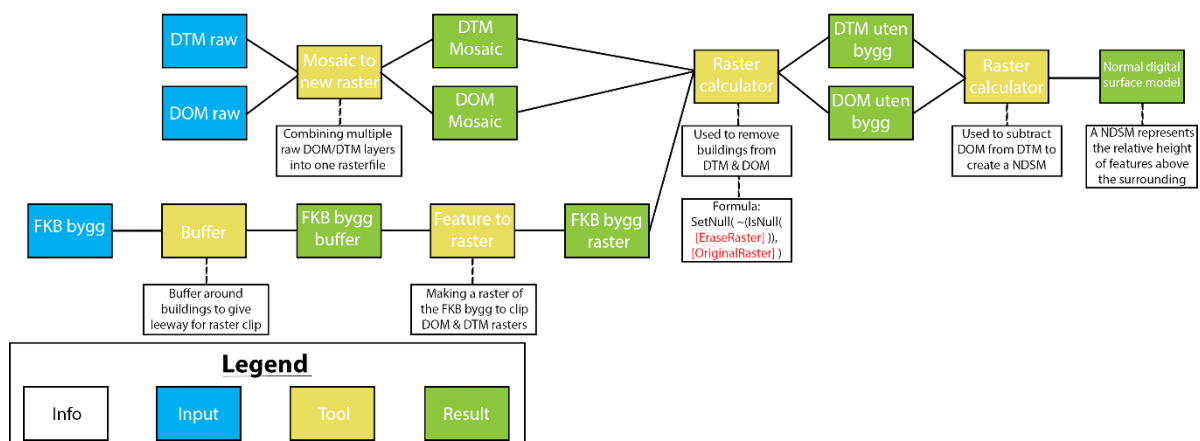 DTM raw
DOM raw
Mosaic to
new raster
Combining multiple
raw DOM/DTM layers
into one rasterfile
DTM
Mosaic
DOM
Mosaic
Raster
calculator
Used to remove
buildings from
DTM & DOM
Formula:
SetNull( ~(IsNull(
[EraseRaster] )),
[OriginalRaster] )
DTM uten
bygg
DOM uten
bygg
Raster
calculator
Used to subtract
DOM from DTM to
create a NDSM
Normal digital
surface model
A NDSM represents
the relative height
of features above
the surrounding
FKB bygg
Buffer
Buffer around
buildings to give
leeway for raster clip
FKB bygg
buffer
Feature to
raster
Making a raster of
the FKB bygg to clip
DOM & DTM rasters
FKB bygg
raster
Legend
Info
Input
Tool
Result